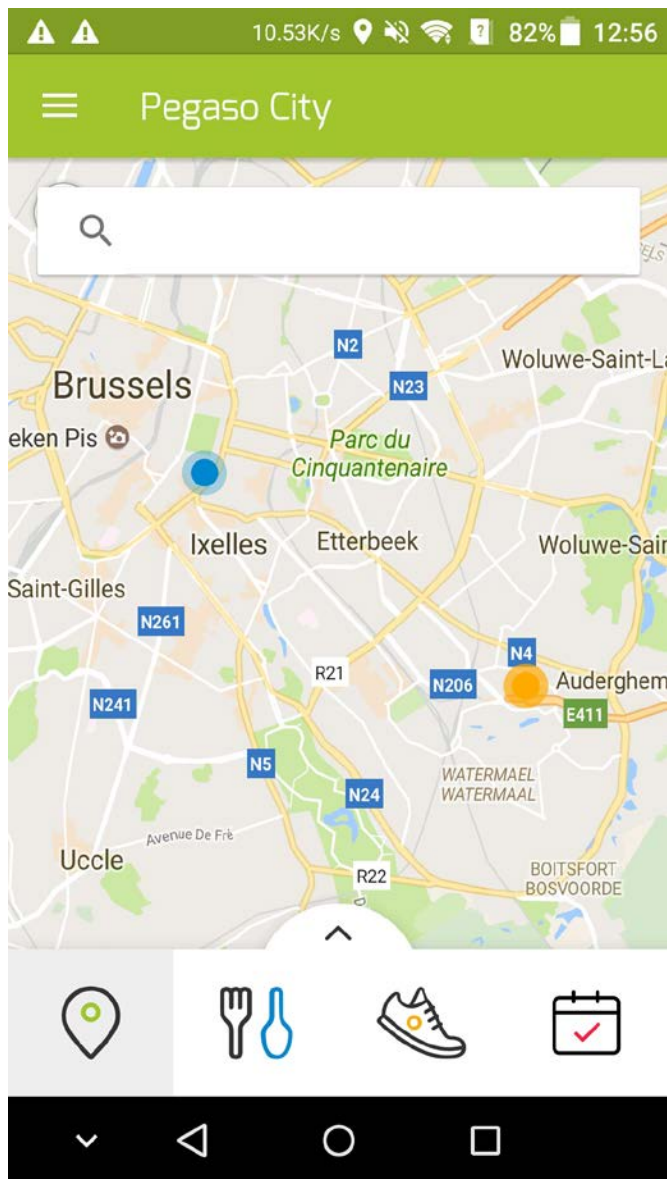 10.53K/s 82% 12:56
Pegaso City
ELS
N2
Woluwe-Saint-La
Brussels
N23
eken Pis
Parc du
Cinquantenaire
Ixelles
Etterbeek
Woluwe-Sain
Saint-Gilles
N261
N4
R21
N206
Auderghem
N241
E411
N5
WATERMAEL
WATERMAAL
N24
Avenue De Fré
Uccle
R22
BOITSFORT
BOSVOORDE
D